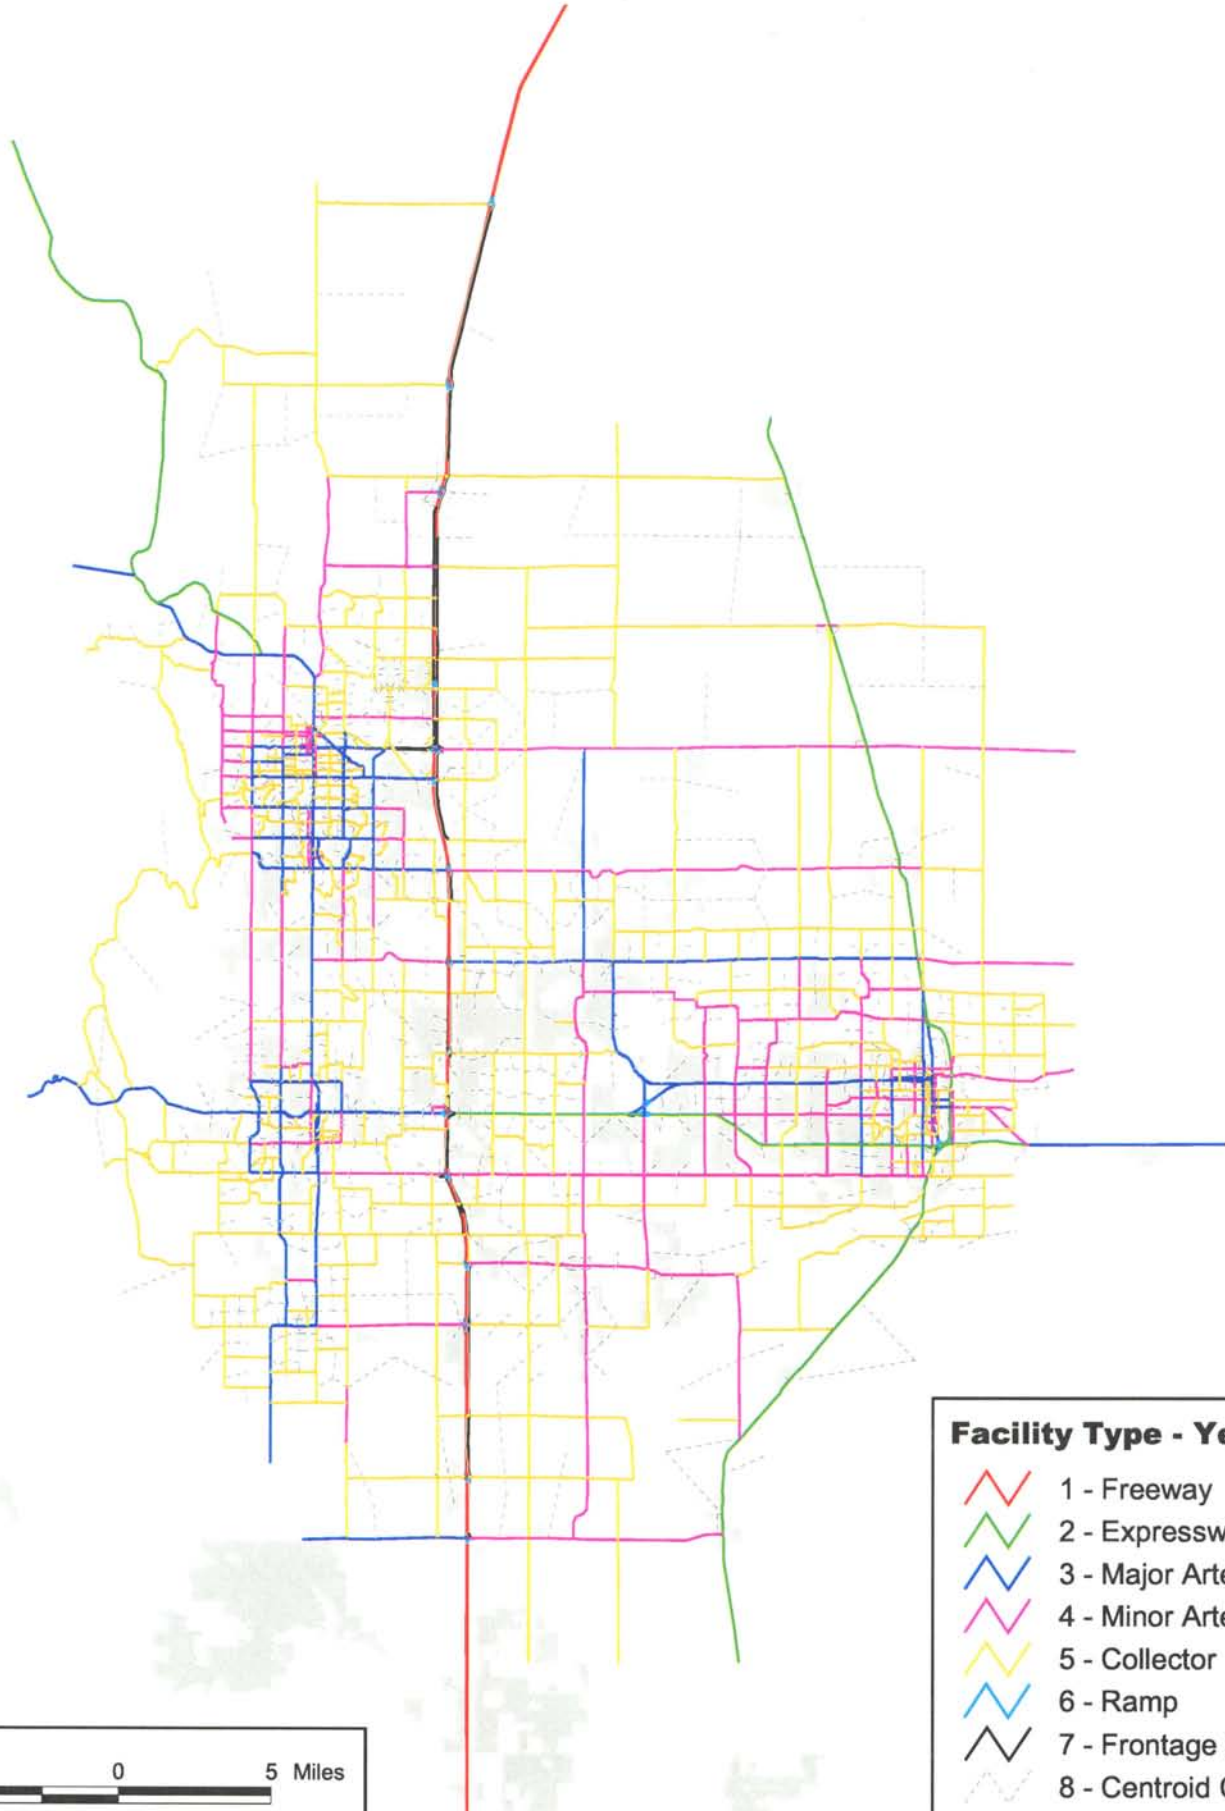 Facility Type - Ye
1 - Freeway
2 - Expressw
3 - Major Arte
4 - Minor Arte
5 - Collector
6 - Ramp
7 - Frontage
8 - Centroid C
0 5 Miles